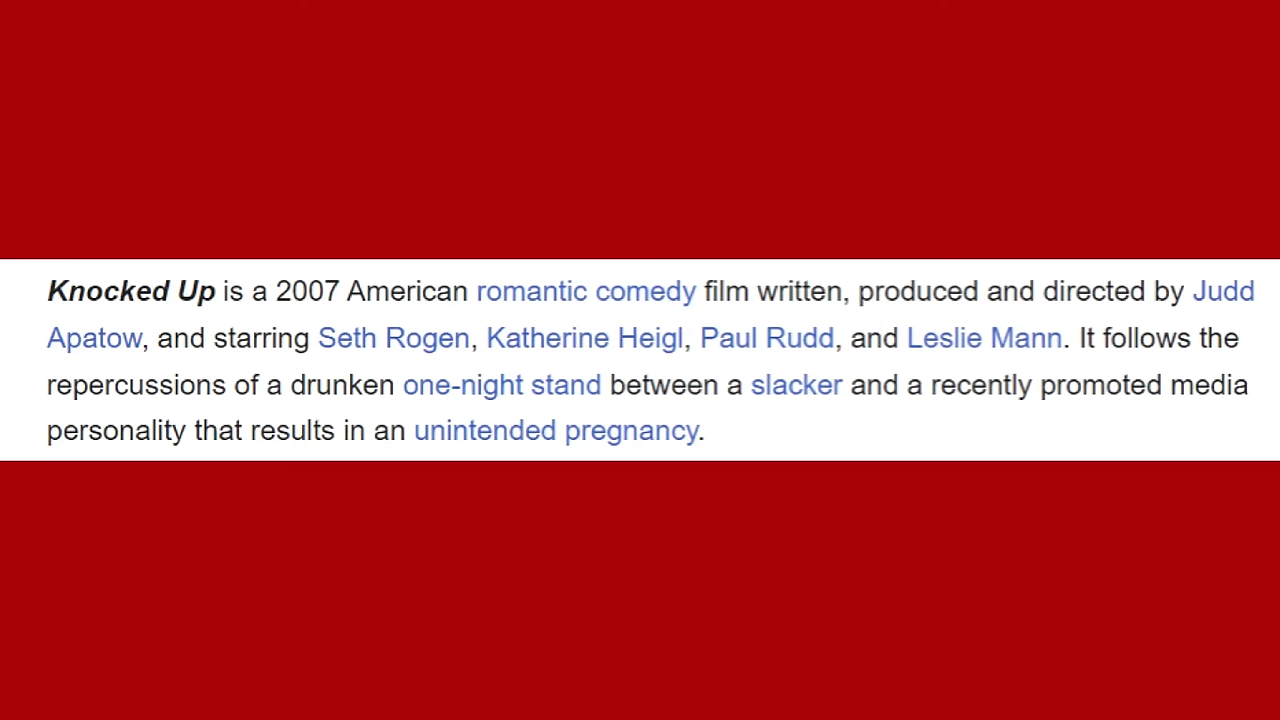 Knocked Up is a 2007 American romantic comedy film written, produced and directed by Judd
Apatow, and starring Seth Rogen, Katherine Heigl, Paul Rudd, and Leslie Mann. It follows the
repercussions of a drunken one-night stand between a slacker and a recently promoted media
personality that results in an unintended pregnancy.